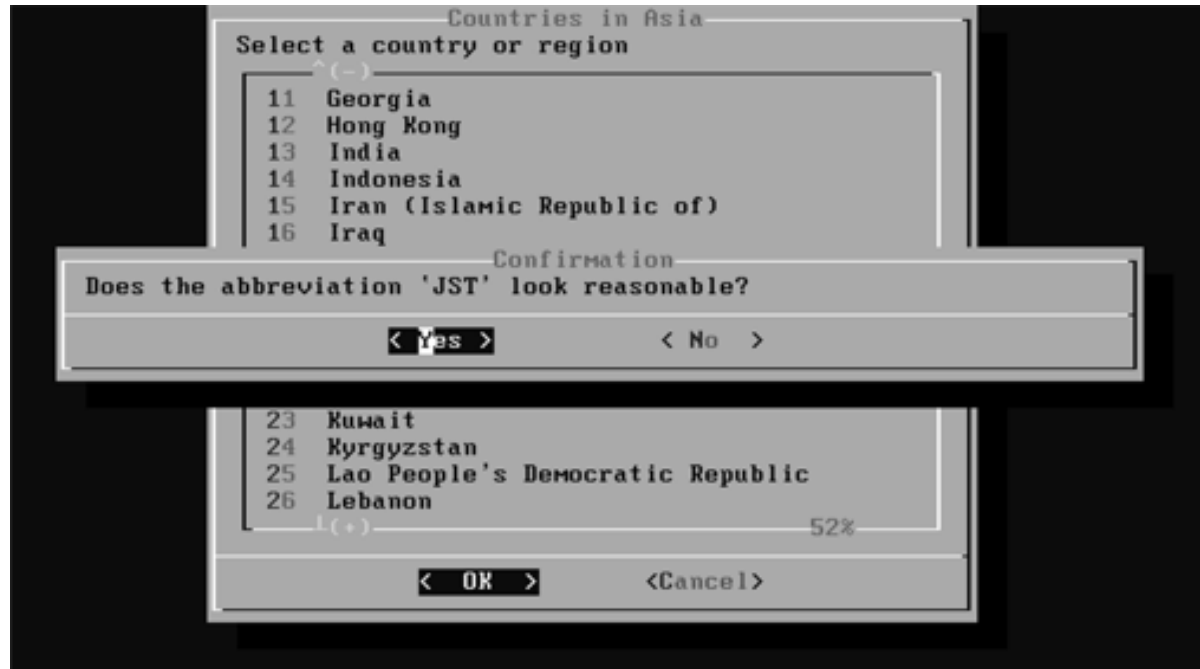 Countries in Asia
Select a country or region
^(-)
11 Georgia
12 Hong Kong
13 India
14 Indonesia
15 Iran (Islamic Republic of)
16 Iraq
Confirmation
Does the abbreviation 'JST' look reasonable?
< Yes > < No >
23 Kuwait
24 Kyrgyzstan
25 Lao People's Democratic Republic
26 Lebanon
└(+) 52%
< OK > <Cancel>